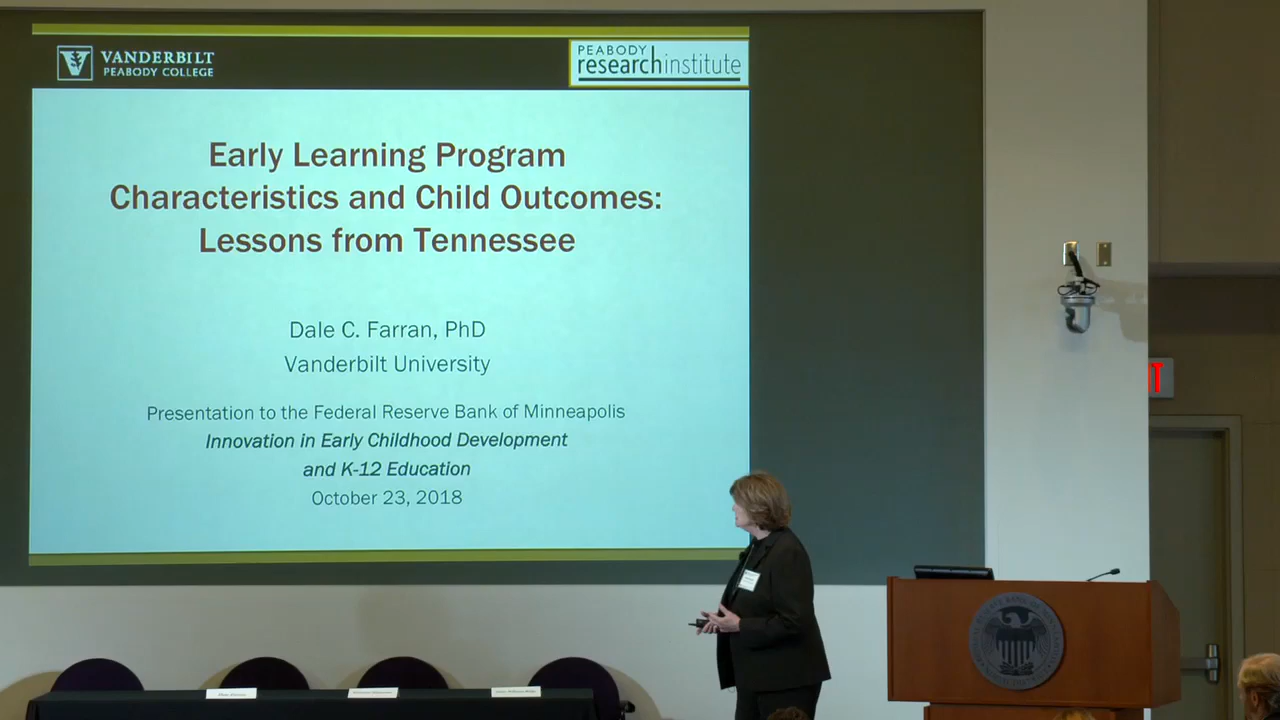 VANDERBILT
PEABODY COLLEGE
PEABODY
researchinstitute
Early Learning Program
Characteristics and Child Outcomes:
Lessons from Tennessee
Dale C. Farran, PhD
Vanderbilt University
Presentation to the Federal Reserve Bank of Minneapolis
Innovation in Early Childhood Development
and K-12 Education
October 23, 2018